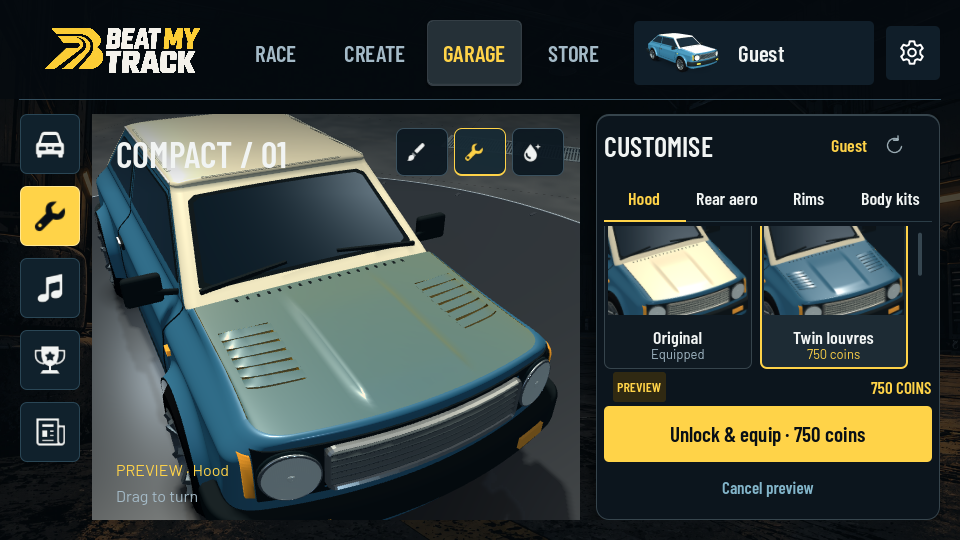 BEAT MY
TRACK
RACE
CREATE
GARAGE
STORE
Guest
COMPACT / 01
PREVIEW · Hood
Drag to turn
CUSTOMISE
Guest
Hood
Rear aero
Rims
Body kits
Original
Equipped
Twin louvres
750 coins
PREVIEW
750 COINS
Unlock & equip · 750 coins
Cancel preview